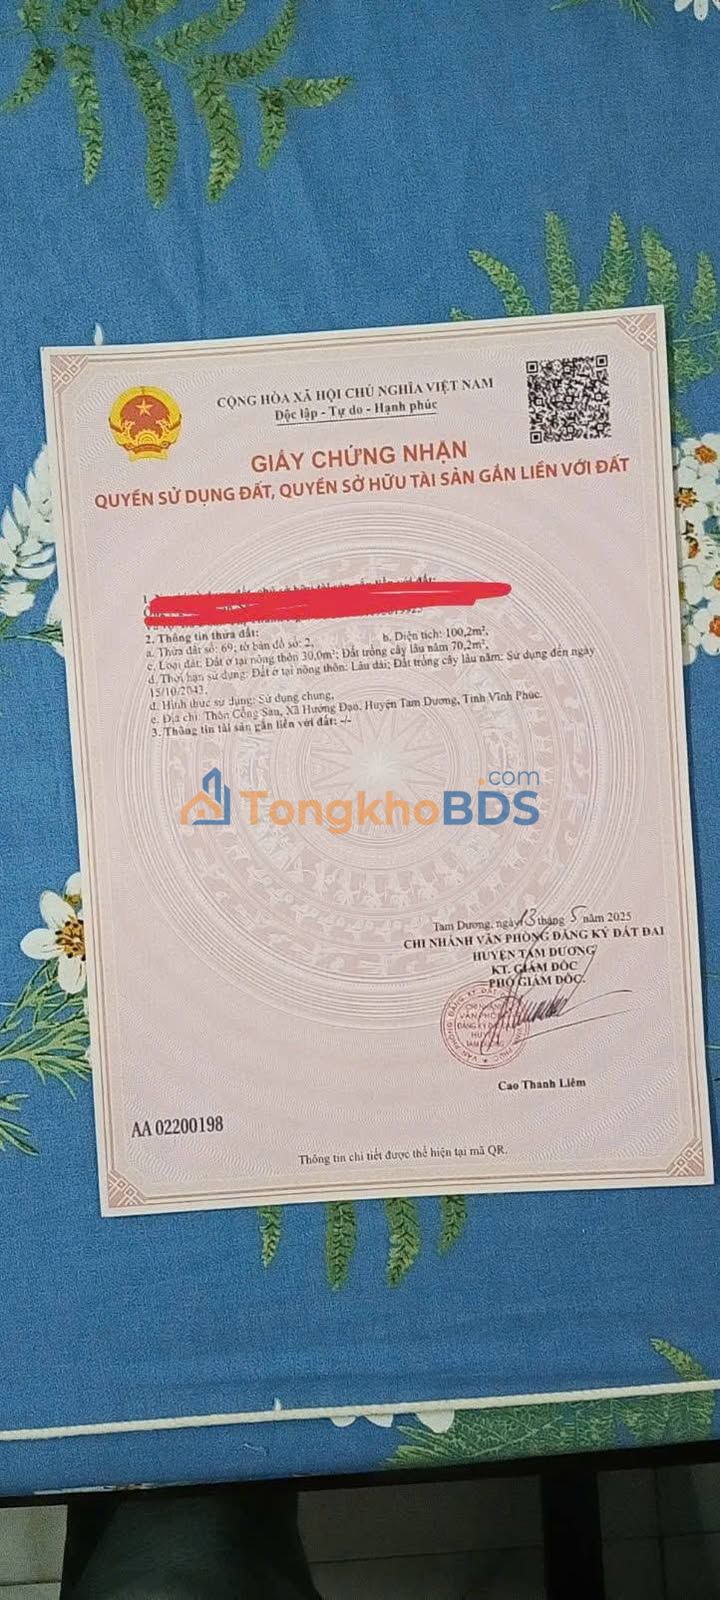 CỘNG HÒA XÃ HỘI CHỦ NGHĨA VIỆT NAM
Độc lập - Tự do - Hạnh phúc
GIẤY CHỨNG NHẬN
QUYỀN SỬ DỤNG ĐẤT, QUYỀN SỞ HỮU TÀI SẢN GẮN LIỀN VỚI ĐẤT
2. Thông tin thửa đất:
a. Thửa đất số: 69; tờ bản đồ số: 2, b. Diện tích: 100,2m²,
c. Loại đất: Đất ở tại nông thôn 30,0m²; Đất trồng cây lâu năm 70,2m²,
d. Thời hạn sử dụng: Đất ở tại nông thôn: Lâu dài; Đất trồng cây lâu năm: Sử dụng đến ngày
15/10/2043,
đ. Hình thức sử dụng: Sử dụng chung,
e. Địa chỉ: Thôn Cổng Sau, Xã Hướng Đạo, Huyện Tam Dương, Tỉnh Vĩnh Phúc.
3. Thông tin tài sản gắn liền với đất: -/-
TongkhoBDS.com
Tam Dương, ngày 13 tháng 5 năm 2025
CHI NHÁNH VĂN PHÒNG ĐĂNG KÝ ĐẤT ĐAI
HUYỆN TAM DƯƠNG
KT. GIÁM ĐỐC
PHÓ GIÁM ĐỐC
Cao Thanh Liêm
AA 02200198
Thông tin chi tiết được thể hiện tại mã QR.